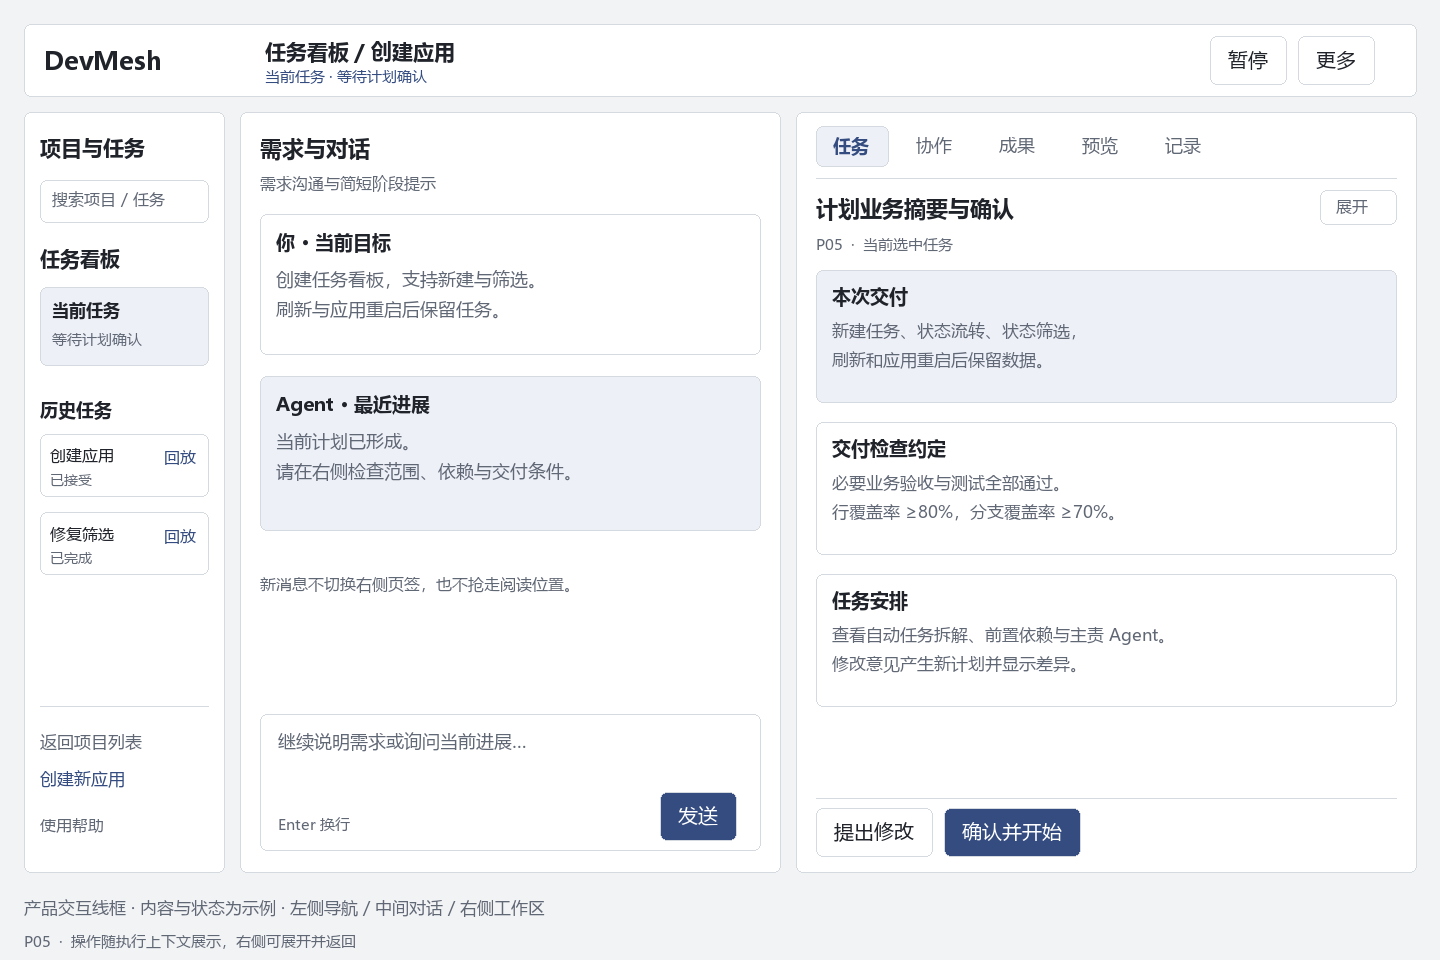 DevMesh
任务看板 / 创建应用
当前任务 · 等待计划确认
暂停
更多
项目与任务
搜索项目 / 任务
任务看板
当前任务
等待计划确认
历史任务
创建应用
回放
已接受
修复筛选
回放
已完成
返回项目列表
创建新应用
使用帮助
需求与对话
需求沟通与简短阶段提示
你 · 当前目标
创建任务看板，支持新建与筛选。
刷新与应用重启后保留任务。
Agent · 最近进展
当前计划已形成。
请在右侧检查范围、依赖与交付条件。
新消息不切换右侧页签，也不抢走阅读位置。
继续说明需求或询问当前进展...
Enter 换行
发送
任务
协作
成果
预览
记录
计划业务摘要与确认
展开
P05 · 当前选中任务
本次交付
新建任务、状态流转、状态筛选，
刷新和应用重启后保留数据。
交付检查约定
必要业务验收与测试全部通过。
行覆盖率 ≥80%，分支覆盖率 ≥70%。
任务安排
查看自动任务拆解、前置依赖与主责 Agent。
修改意见产生新计划并显示差异。
提出修改
确认并开始
产品交互线框 · 内容与状态为示例 · 左侧导航 / 中间对话 / 右侧工作区
P05 · 操作随执行上下文展示，右侧可展开并返回